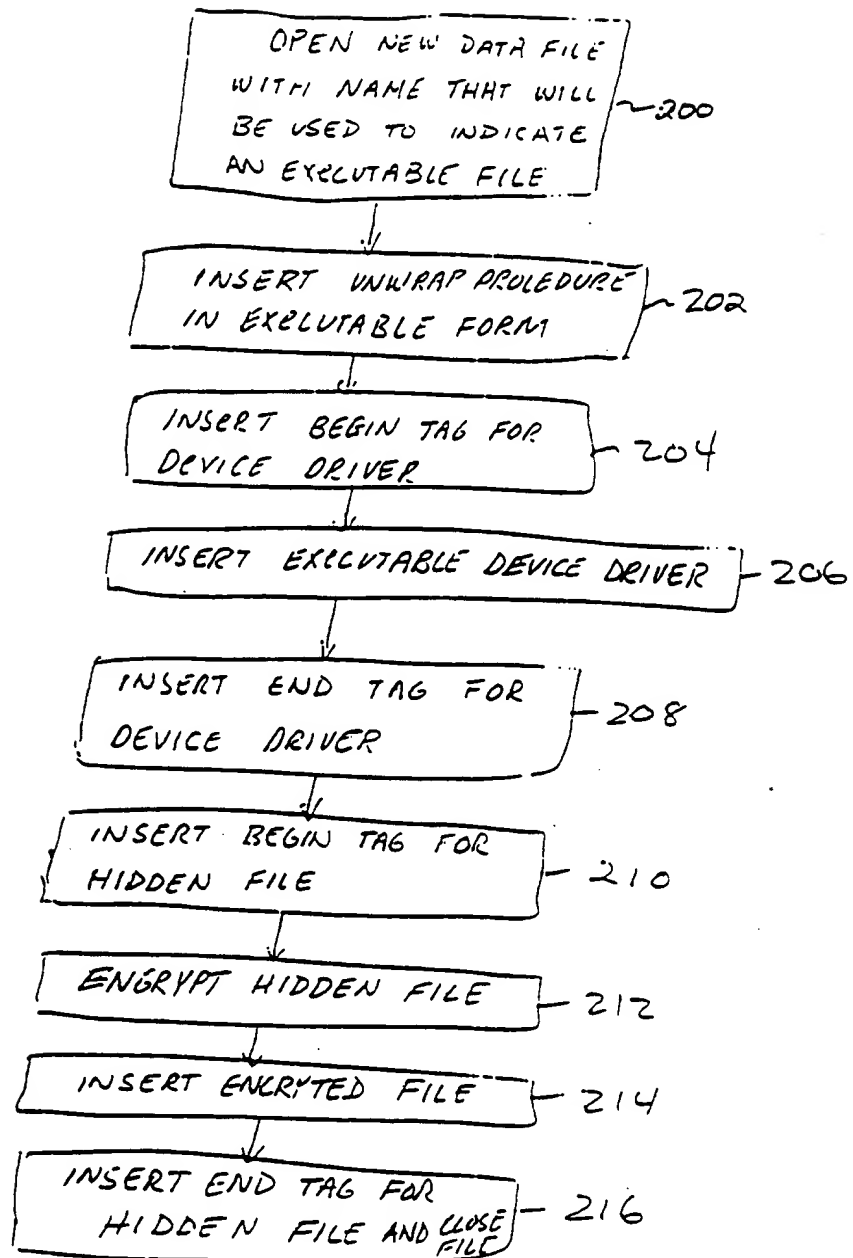 OPEN NEW DATA FILE
WITH NAME THAT WILL
BE USED TO INDICATE
AN EXECUTABLE FILE
200
INSERT UNWRAP PROCEDURE
IN EXECUTABLE FORM
202
INSERT BEGIN TAG FOR
DEVICE DRIVER
204
INSERT EXECUTABLE DEVICE DRIVER
206
INSERT END TAG FOR
DEVICE DRIVER
208
INSERT BEGIN TAG FOR
HIDDEN FILE
210
ENGRYPT HIDDEN FILE
212
INSERT ENCRYTED FILE
214
INSERT END TAG FOR
HIDDEN FILE AND CLOSE
FILE
216